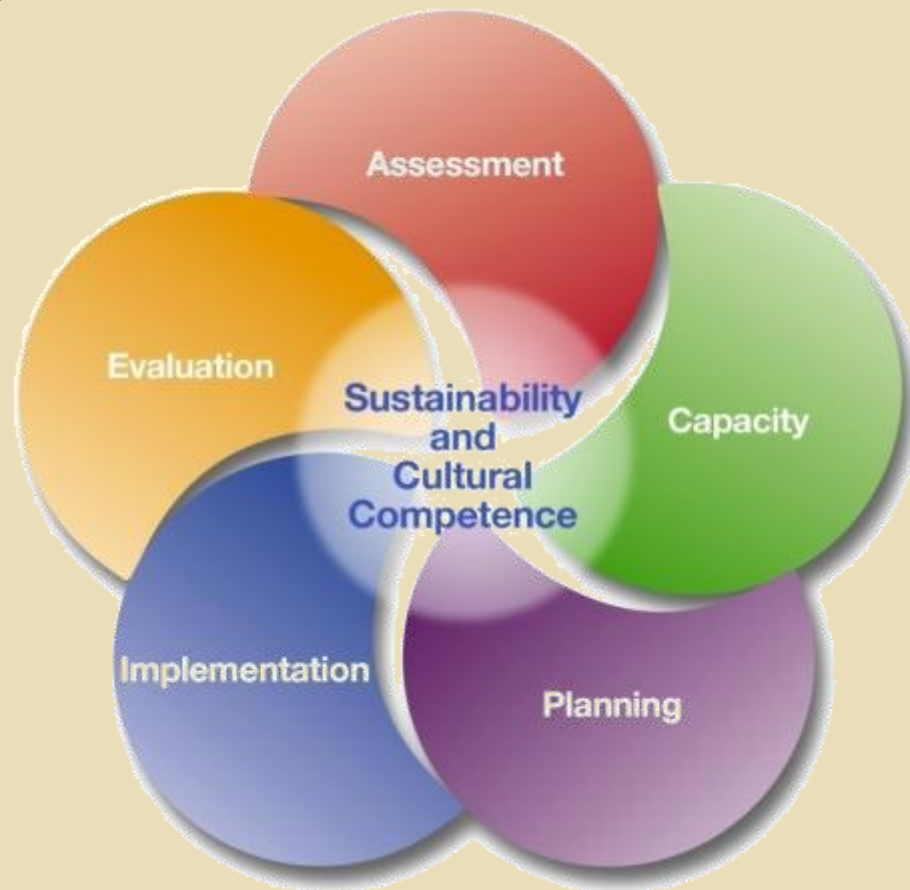 Assessment
Capacity
Planning
Implementation
Evaluation
Sustainability
and
Cultural
Competence